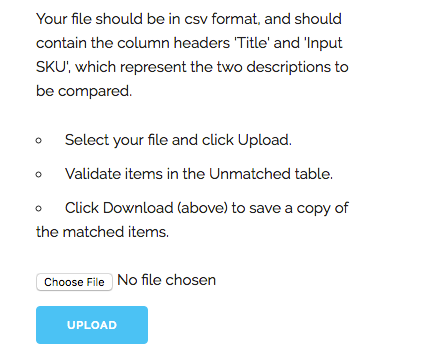 Your file should be in csv format, and should
contain the column headers 'Title' and 'Input
SKU', which represent the two descriptions to
be compared.
Select your file and click Upload.
Validate items in the Unmatched table.
Click Download (above) to save a copy of
the matched items.
Choose File No file chosen
UPLOAD